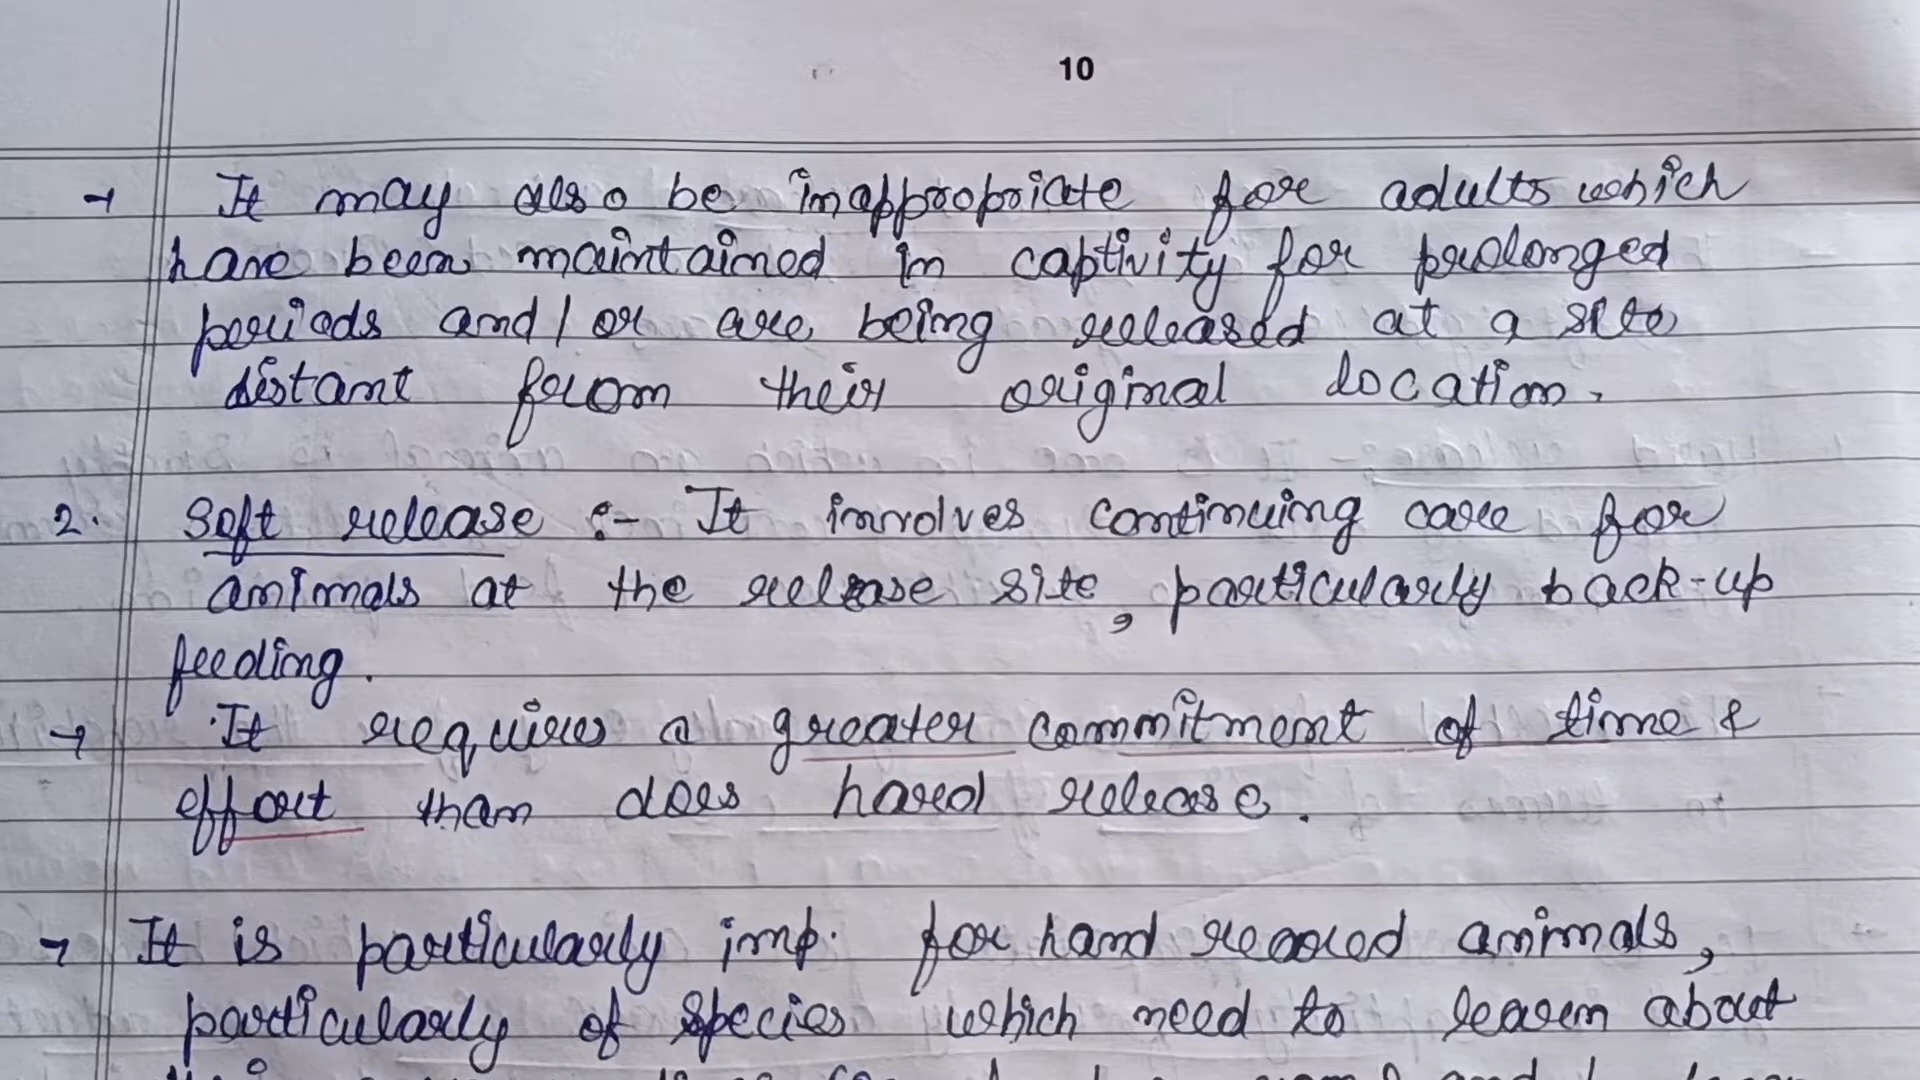 10
→ It may also be inappropriate for adults which
have been maintained in captivity for prolonged
periods and/or are being released at a site
distant from their original location.
2. Soft release :- It involves continuing care for
animals at the release site, particularly back-up
feeding.
→ It requires a greater commitment of time &
effort than does hard release.
→ It is particularly imp. for hand reared animals,
particularly of species which need to learn about